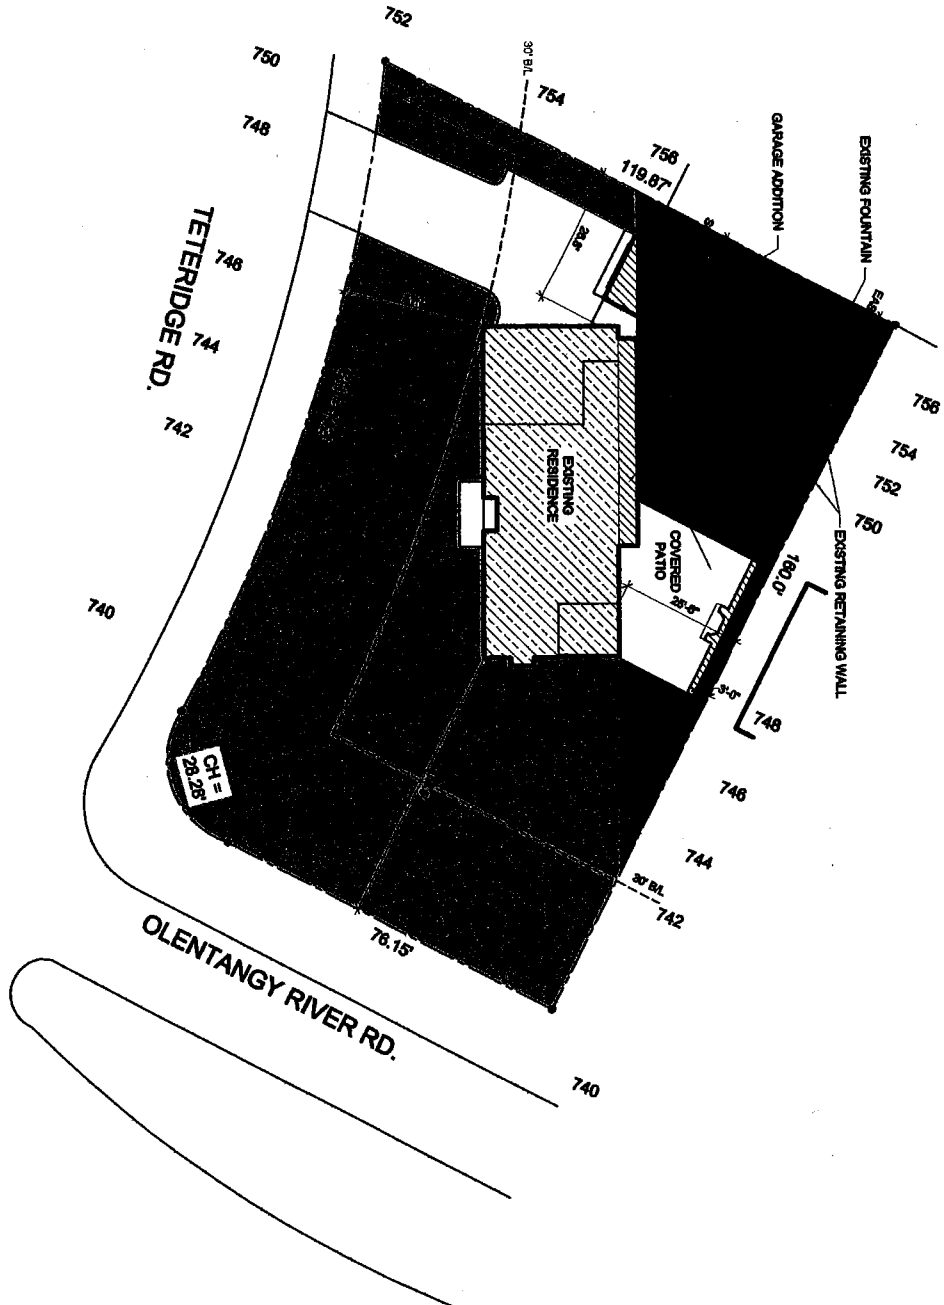 752
750
30' B/L
754
748
GARAGE ADDITION
EXISTING FOUNTAIN
756
119.87'
TETERIDGE RD.
746
744
742
756
754
752
750
EXISTING
RESIDENCE
EXISTING RETAINING WALL
COVERED
PATIO
160.0'
25'-8"
740
3'-0"
748
CH =
28.28'
746
744
30' B/L
742
76.15'
OLENTANGY RIVER RD.
740